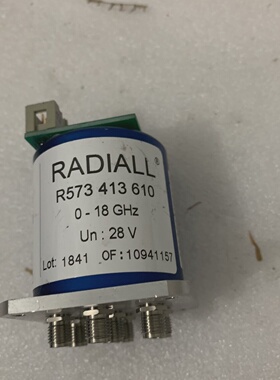 RADIALL®
R573 413 610
0 - 18 GHz
Un : 28 V
Lot: 1841 OF: 10941157